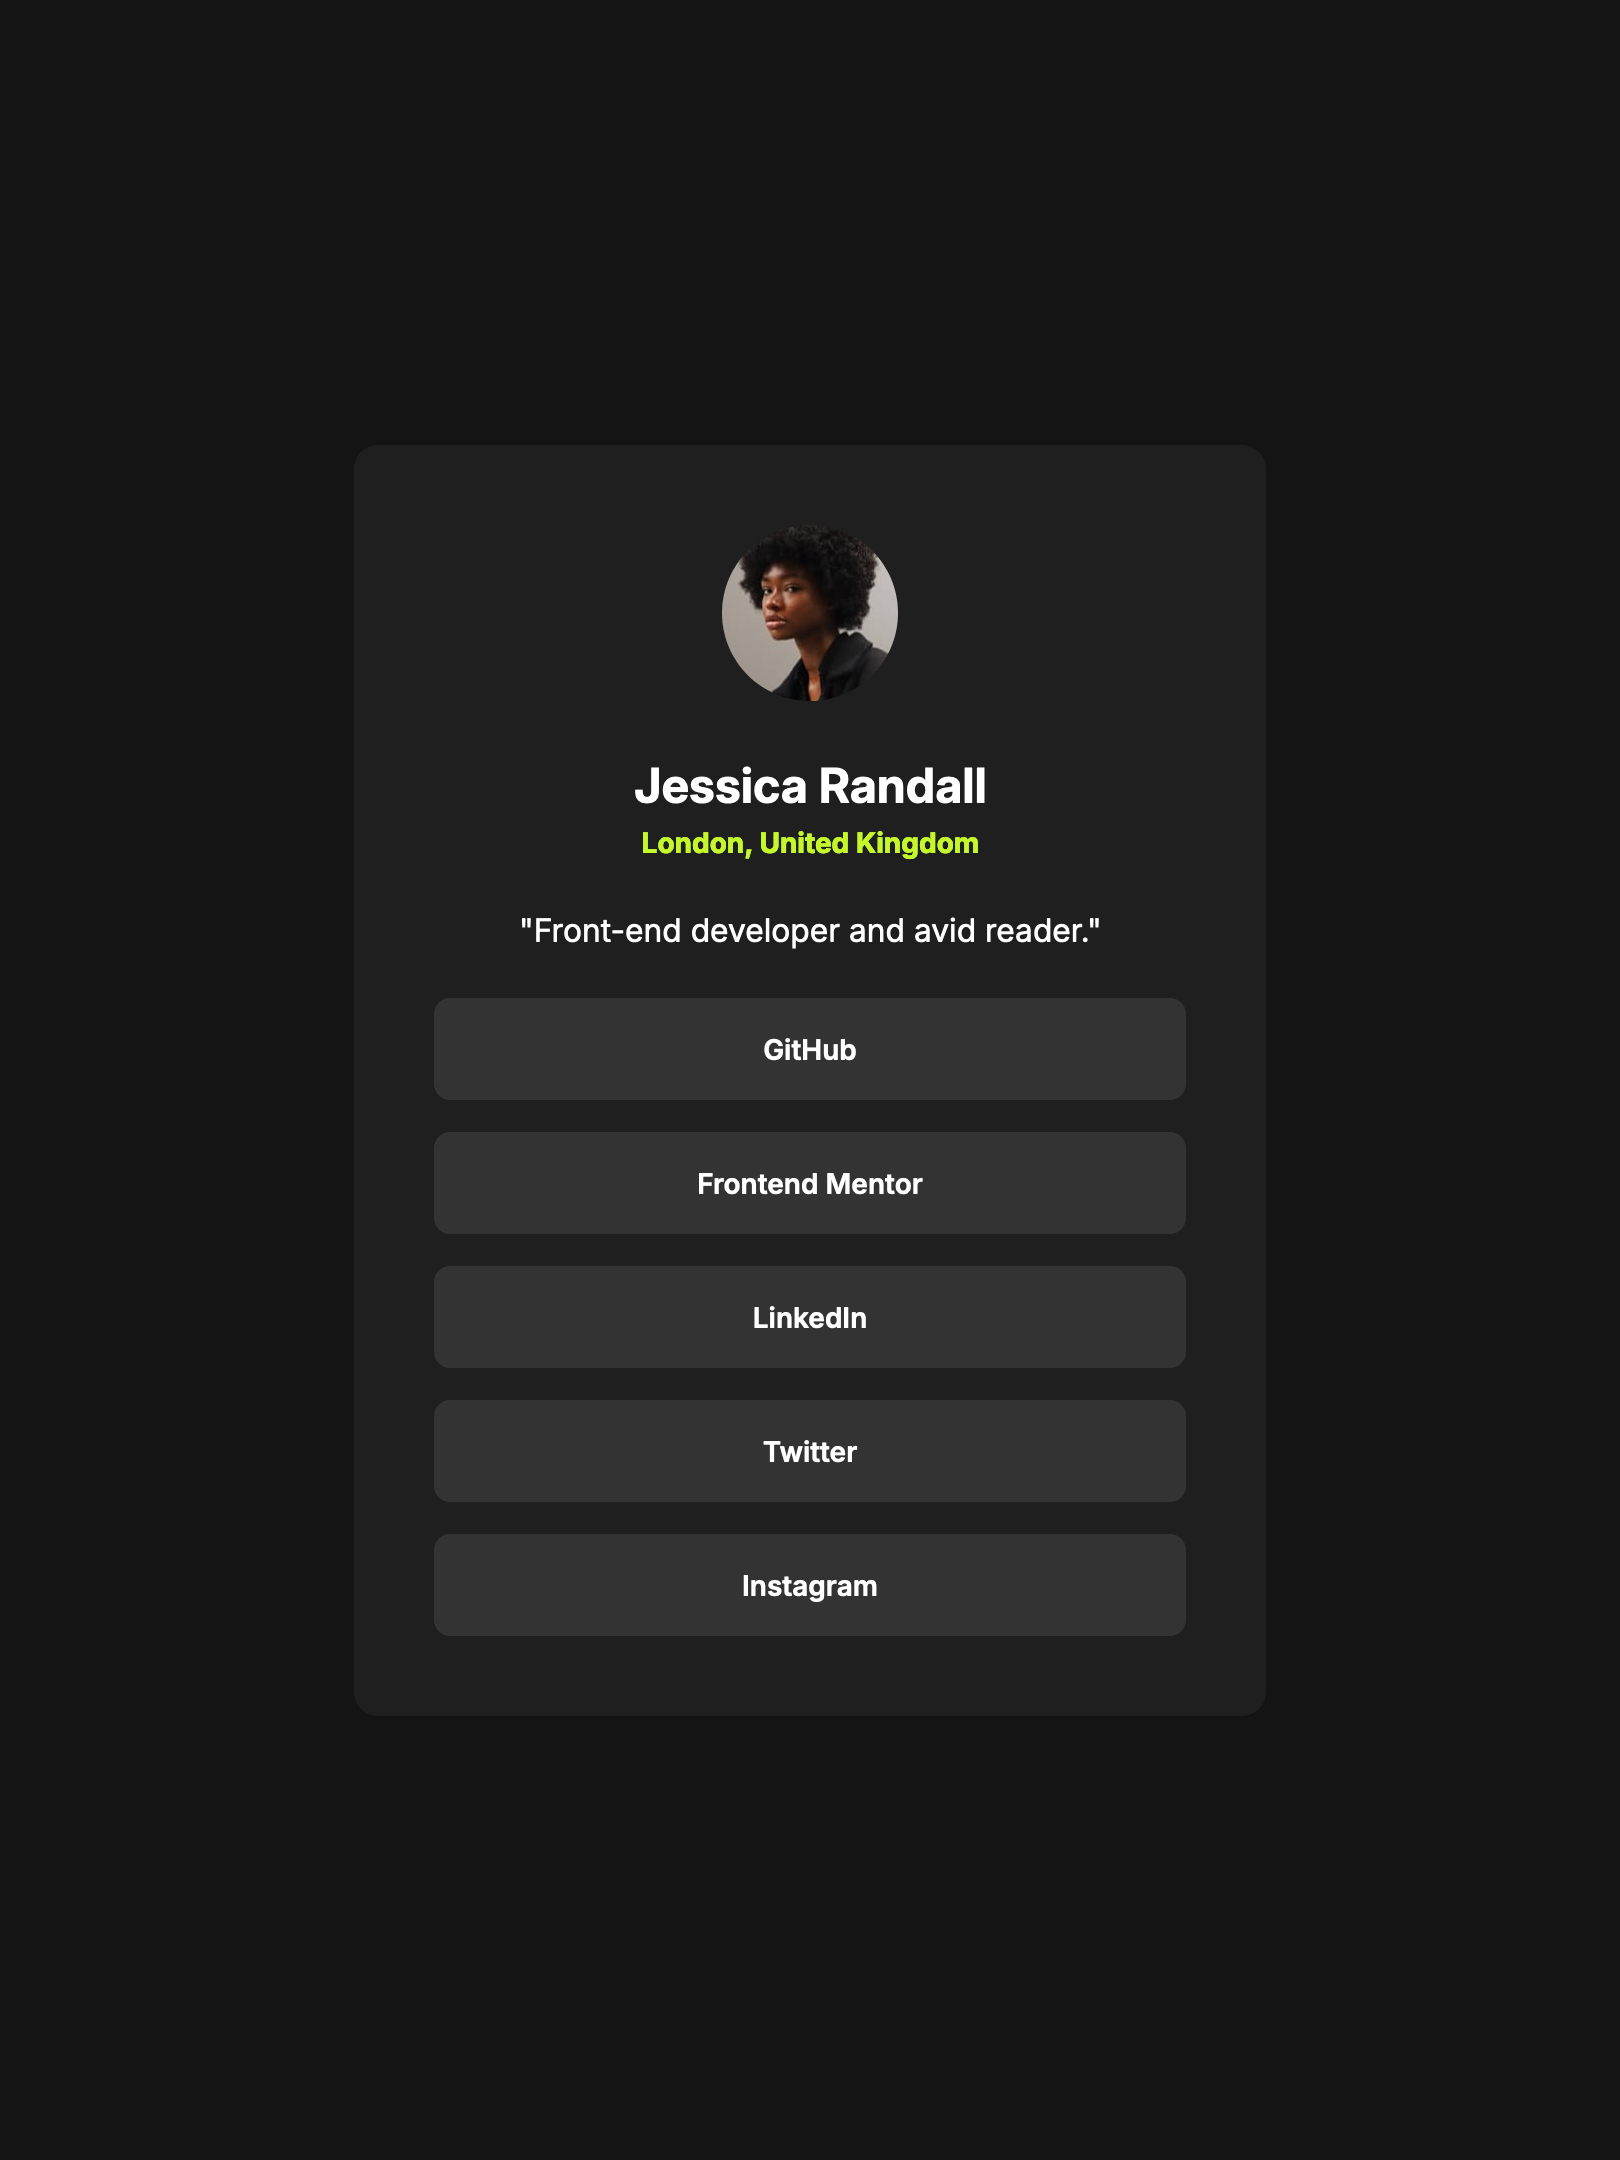 Jessica Randall
London, United Kingdom
"Front-end developer and avid reader."
GitHub
Frontend Mentor
LinkedIn
Twitter
Instagram